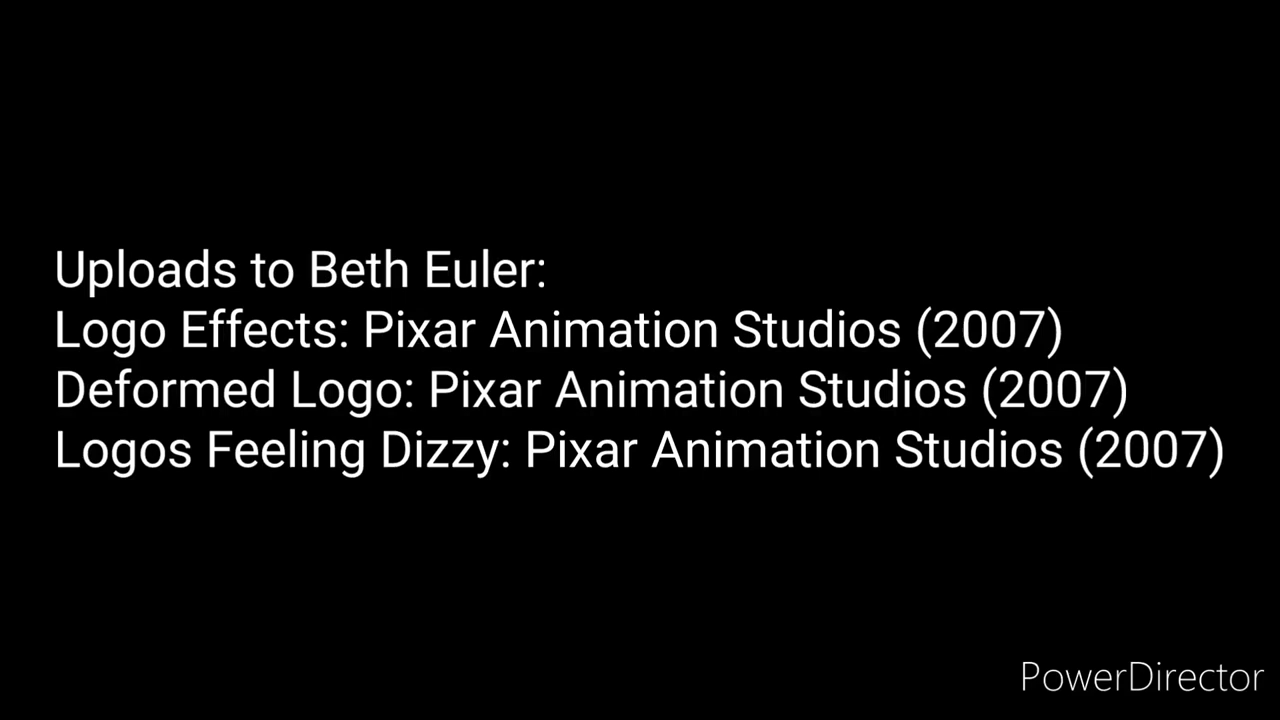 Uploads to Beth Euler:
Logo Effects: Pixar Animation Studios (2007)
Deformed Logo: Pixar Animation Studios (2007)
Logos Feeling Dizzy: Pixar Animation Studios (2007)
PowerDirector